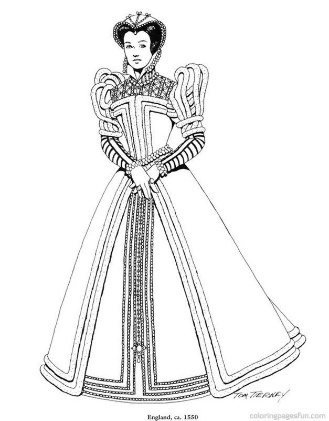 TOM TIERNEY
England, ca. 1550
coloringpagesfun.com